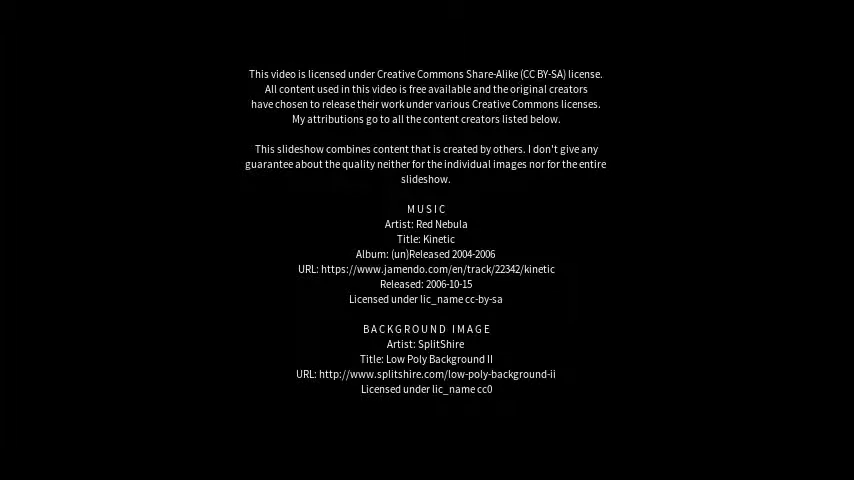 This video is licensed under Creative Commons Share-Alike (CC BY-SA) license.
All content used in this video is free available and the original creators
have chosen to release their work under various Creative Commons licenses.
My attributions go to all the content creators listed below.
This slideshow combines content that is created by others. I don't give any
guarantee about the quality neither for the individual images nor for the entire
slideshow.
MUSIC
Artist: Red Nebula
Title: Kinetic
Album: (un)Released 2004-2006
URL: https://www.jamendo.com/en/track/22342/kinetic
Released: 2006-10-15
Licensed under lic_name cc-by-sa
BACKGROUND IMAGE
Artist: SplitShire
Title: Low Poly Background II
URL: http://www.splitshire.com/low-poly-background-ii
Licensed under lic_name cc0